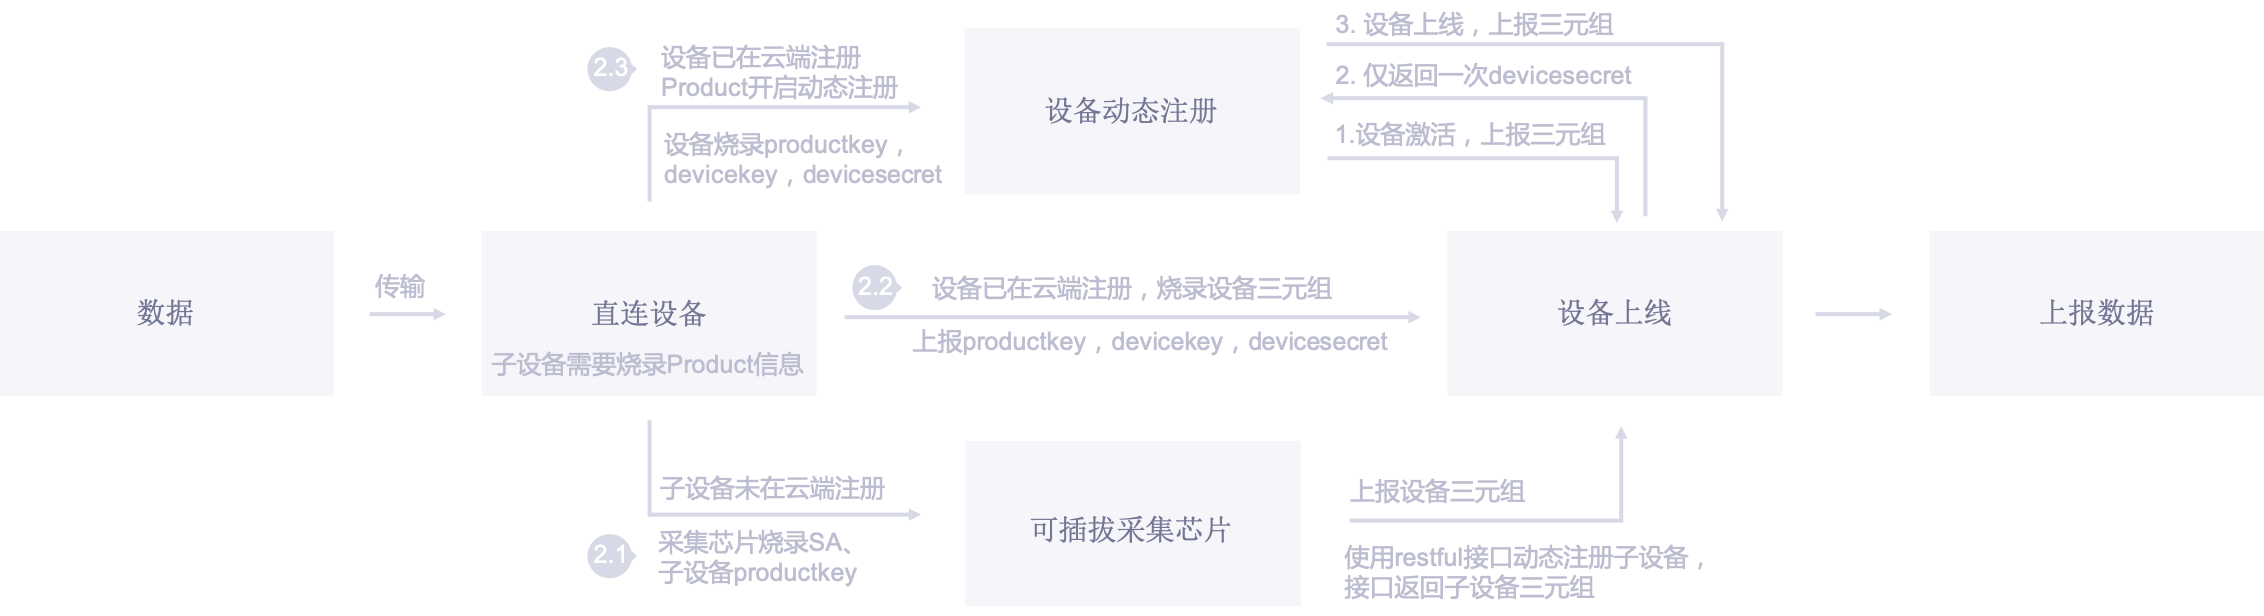 3. 设备上线，上报三元组
2.3
设备已在云端注册
Product开启动态注册
2. 仅返回一次devicesecret
设备动态注册
1.设备激活，上报三元组
设备烧录productkey，
devicekey，devicesecret
数据
传输
直连设备
子设备需要烧录Product信息
2.2
设备已在云端注册，烧录设备三元组
上报productkey，devicekey，devicesecret
设备上线
上报数据
子设备未在云端注册
2.1
采集芯片烧录SA、
子设备productkey
可插拔采集芯片
上报设备三元组
使用restful接口动态注册子设备，
接口返回子设备三元组